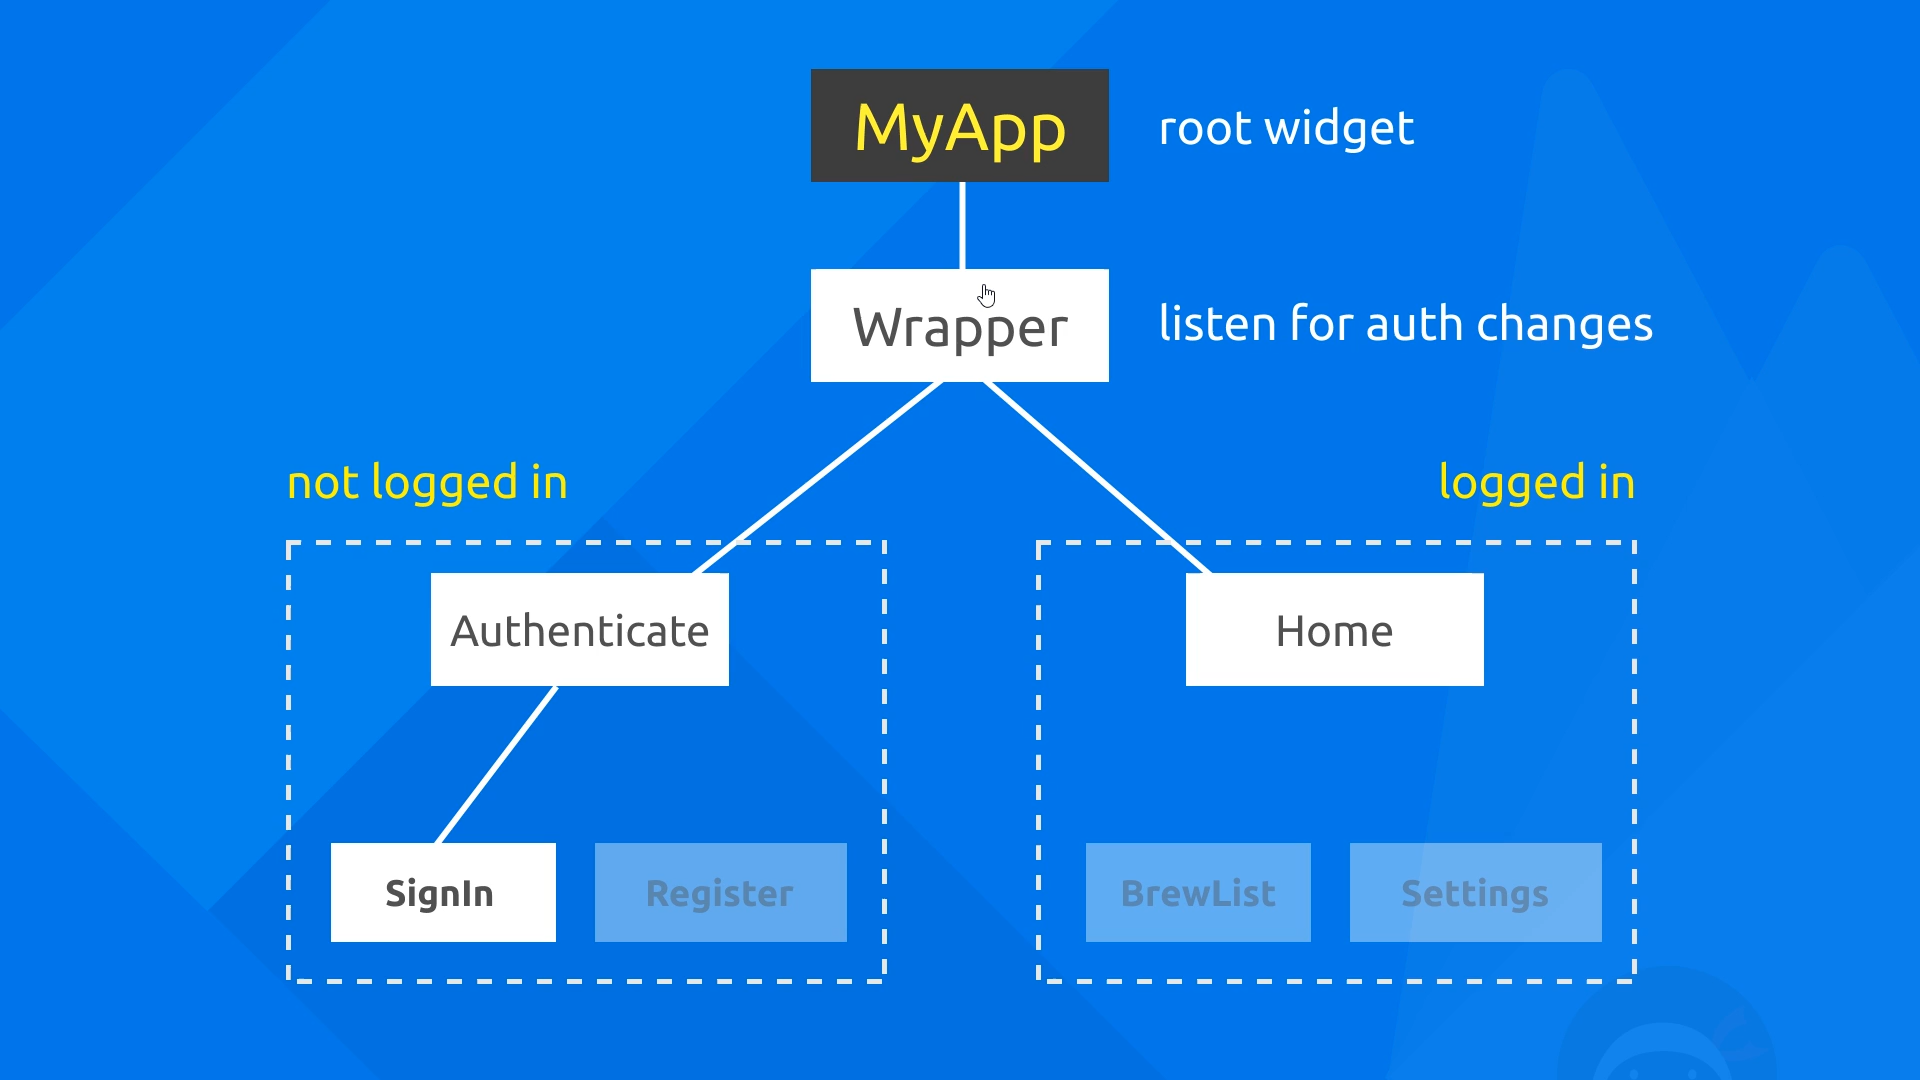 MyApp
root widget
Wrapper
listen for auth changes
not logged in
logged in
Authenticate
Home
SignIn
Register
BrewList
Settings